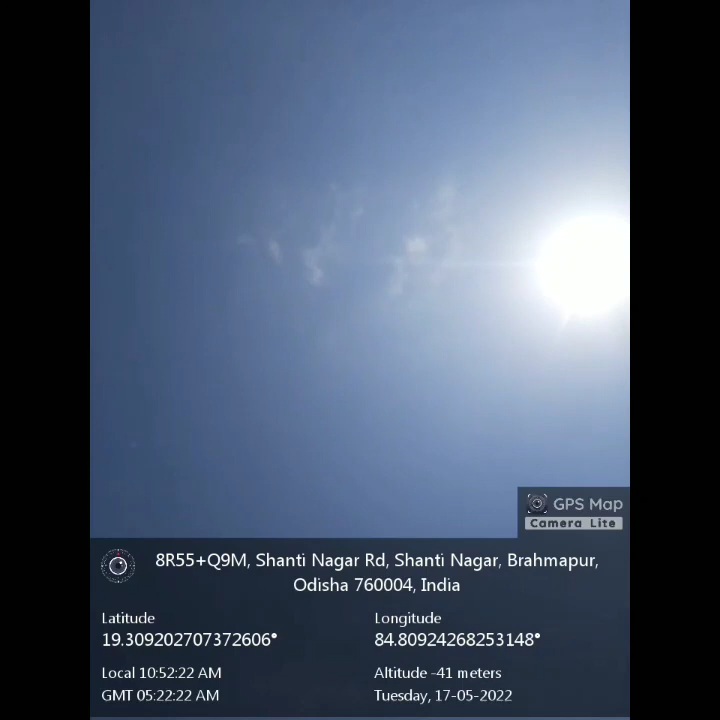 GPS Map
Camera Lite
8R55+Q9M, Shanti Nagar Rd, Shanti Nagar, Brahmapur,
Odisha 760004, India
Latitude
19.309202707372606°
Longitude
84.80924268253148°
Local 10:52:22 AM
GMT 05:22:22 AM
Altitude -41 meters
Tuesday, 17-05-2022